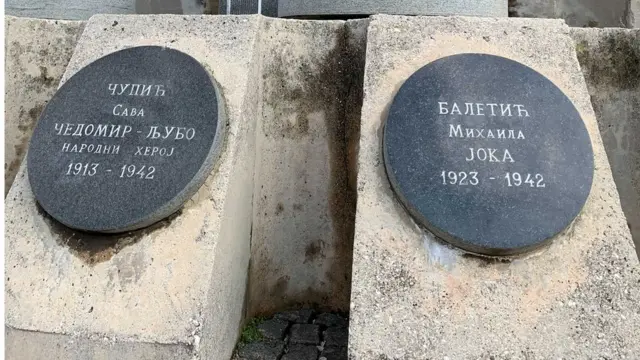 ЧУПИЋ
Сава
ЧЕДОМИР - ЉУБО
НАРОДНИ ХЕРОЈ
1913 - 1942
БАЛЕТИЋ
Михаила
ЈОКА
1923 - 1942